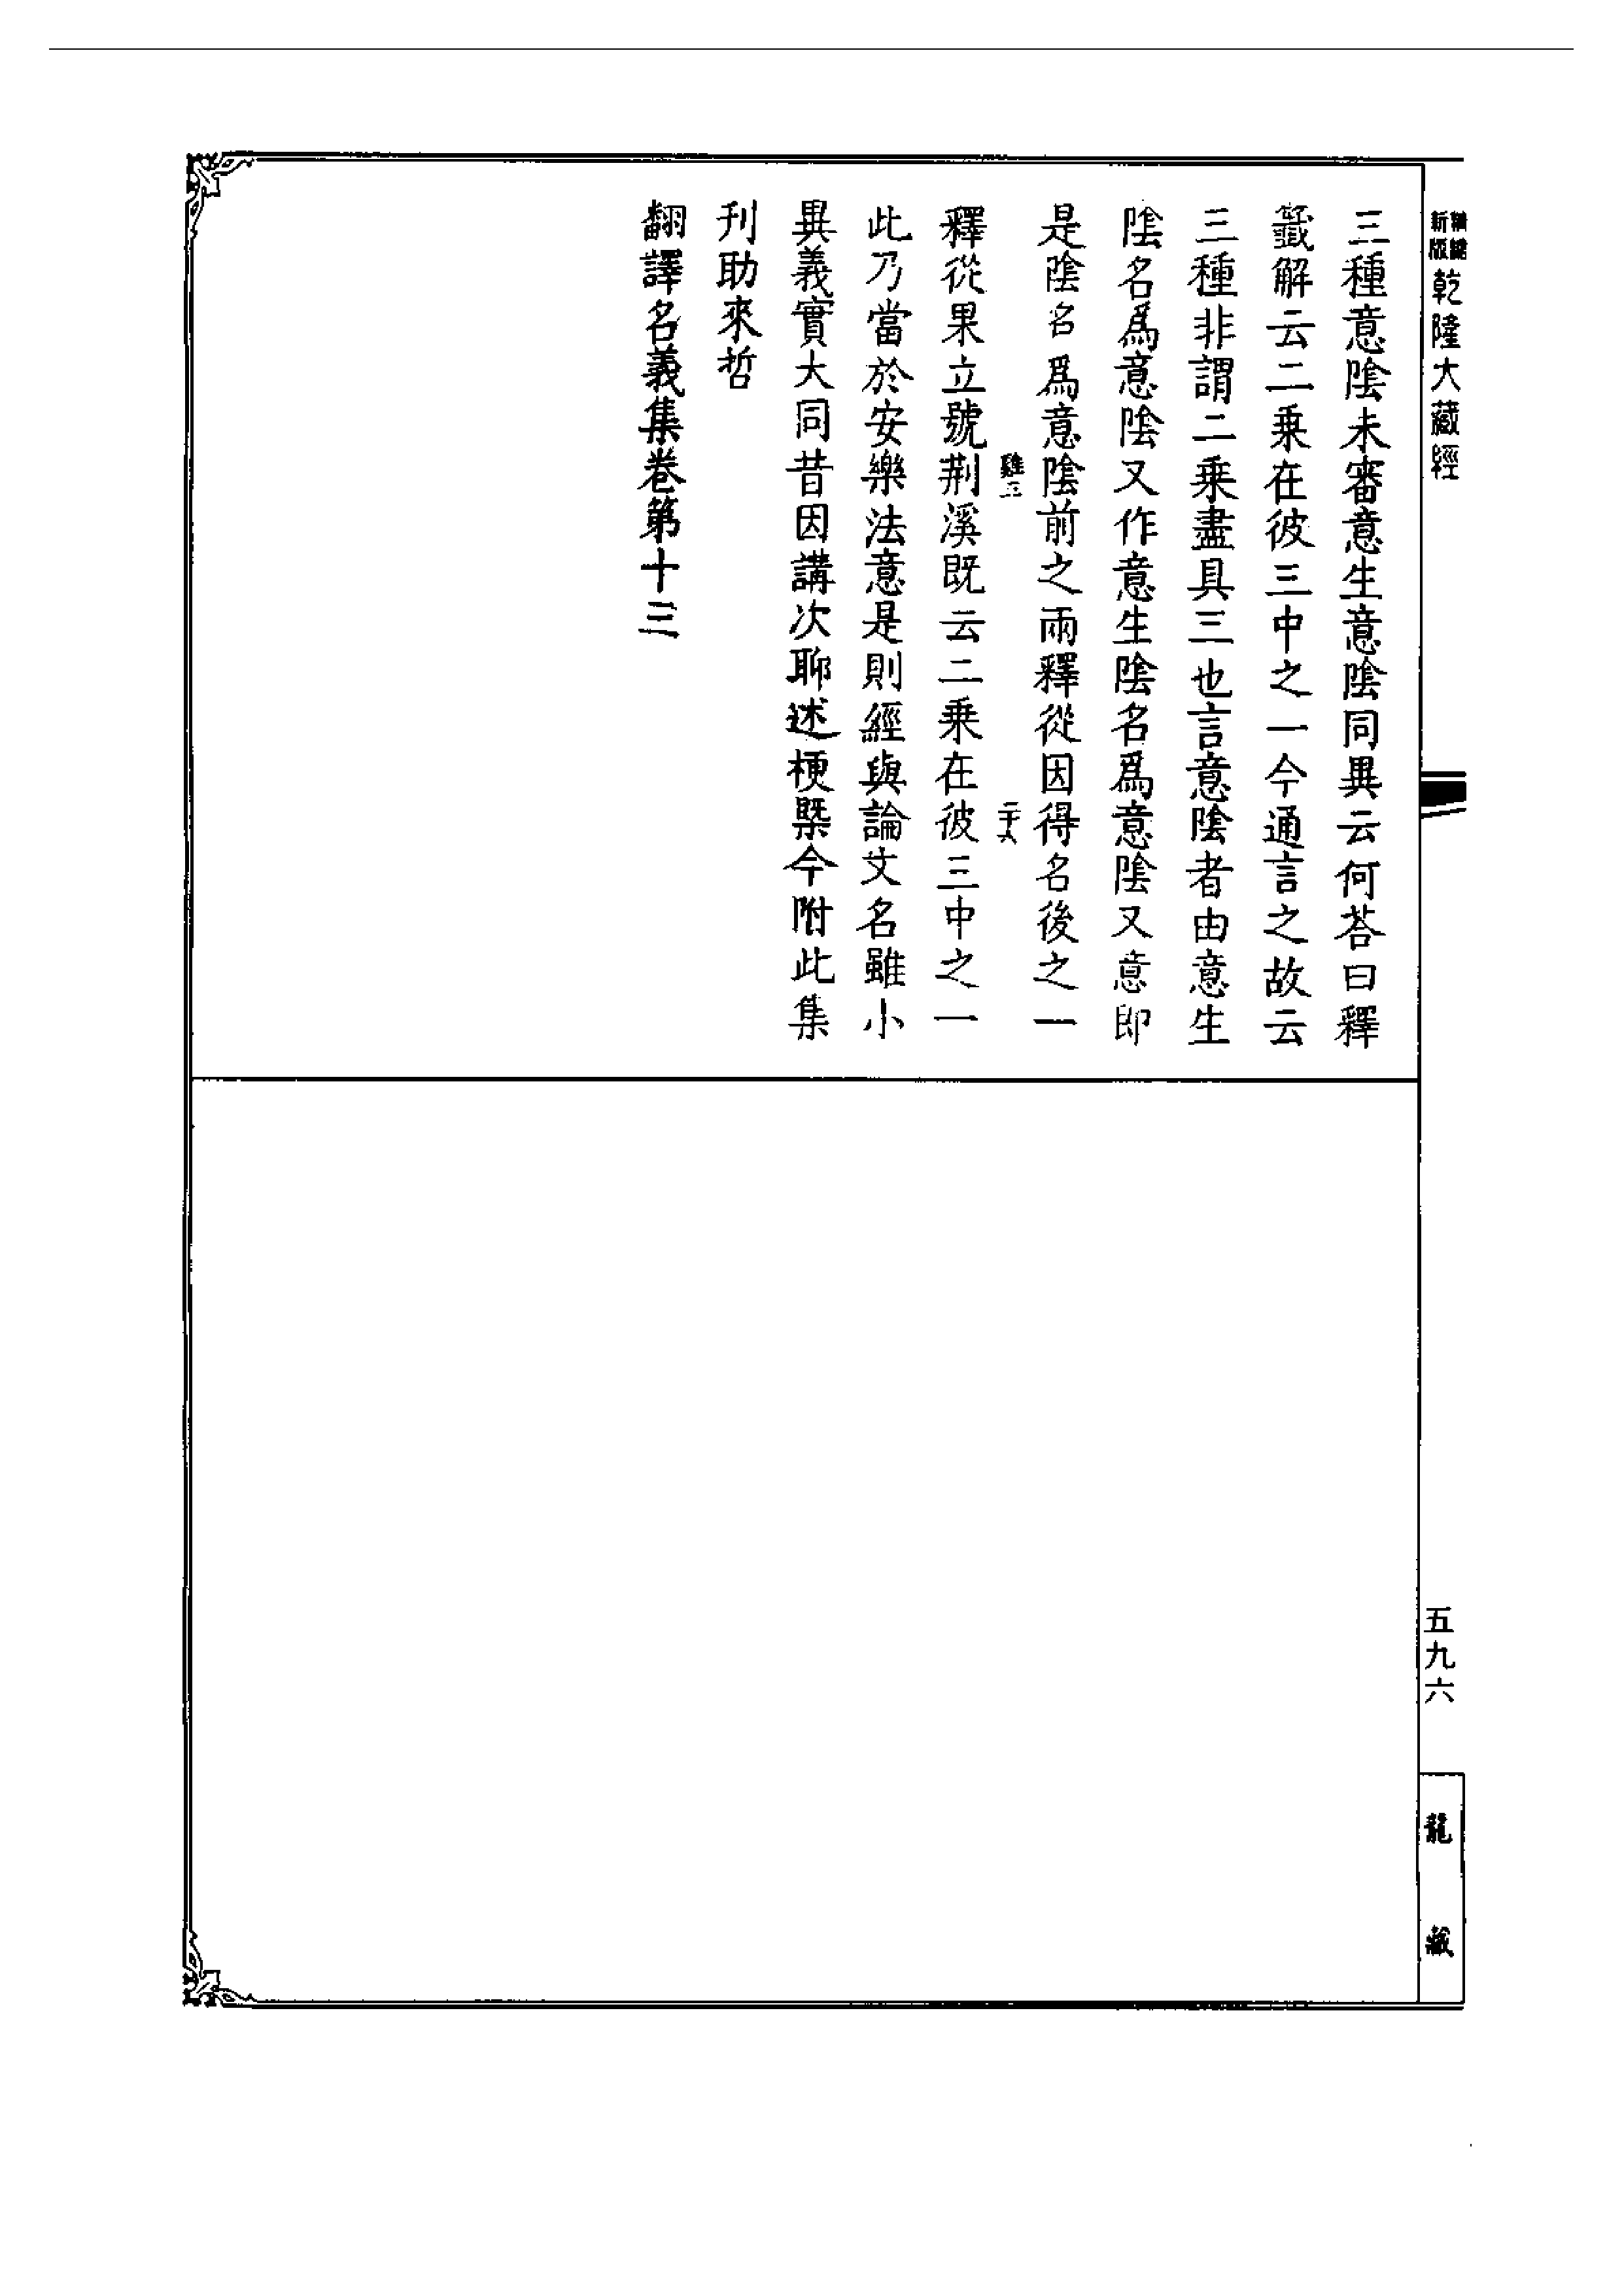 新版
乾隆大藏經
三種意陰未審意生意陰同異云何荅曰釋
籤解云二乘在彼三中之一今通言之故云
三種非謂二乘盡具三也言意陰者由意生
陰名爲意陰又作意生陰名爲意陰又意即
是陰名爲意陰前之兩釋從因得名後之一
釋從果立號荆溪既云二乘在彼三中之一
此乃當於安樂法意是則經與論文名雖小
異義實大同昔因講次聊述梗槩今附此集
刊助來哲
翻譯名義集卷第十三
五九六
龍藏